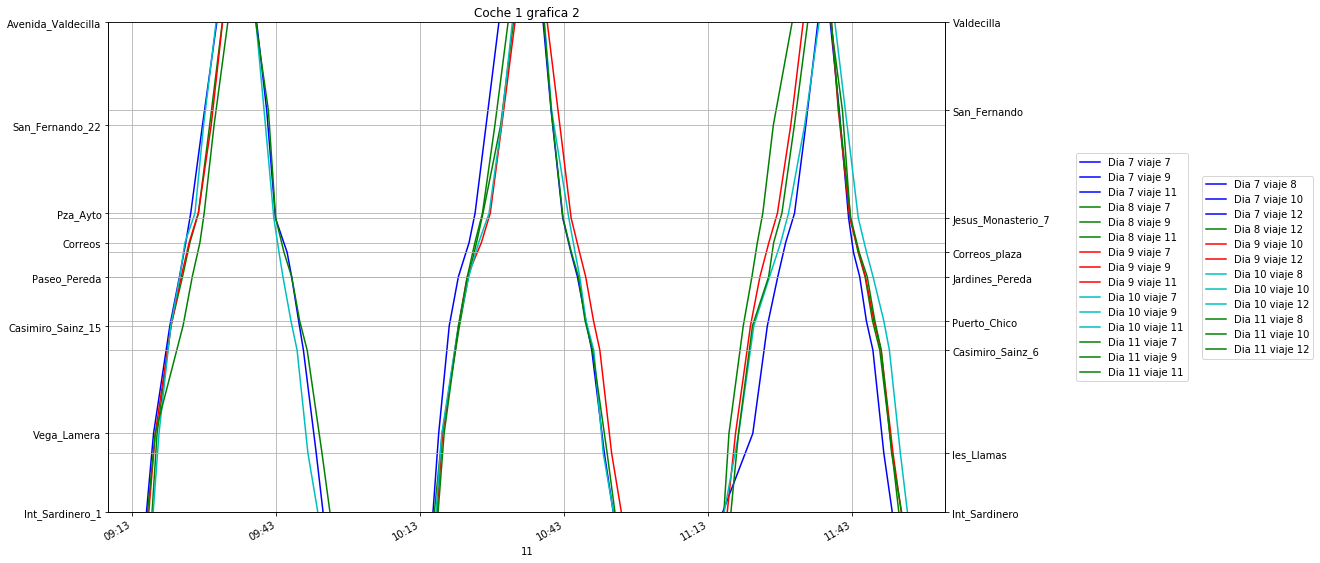 Coche 1 grafica 2
Avenida_Valdecilla
San_Fernando_22
Pza_Ayto
Correos
Paseo_Pereda
Casimiro_Sainz_15
Vega_Lamera
Int_Sardinero_1
Valdecilla
San_Fernando
Jesus_Monasterio_7
Correos_plaza
Jardines_Pereda
Puerto_Chico
Casimiro_Sainz_6
Ies_Llamas
Int_Sardinero
09:13
09:43
10:13
10:43
11:13
11:43
11
Dia 7 viaje 7
Dia 7 viaje 9
Dia 7 viaje 11
Dia 8 viaje 7
Dia 8 viaje 9
Dia 8 viaje 11
Dia 9 viaje 7
Dia 9 viaje 9
Dia 9 viaje 11
Dia 10 viaje 7
Dia 10 viaje 9
Dia 10 viaje 11
Dia 11 viaje 7
Dia 11 viaje 9
Dia 11 viaje 11
Dia 7 viaje 8
Dia 7 viaje 10
Dia 7 viaje 12
Dia 8 viaje 12
Dia 9 viaje 10
Dia 9 viaje 12
Dia 10 viaje 8
Dia 10 viaje 10
Dia 10 viaje 12
Dia 11 viaje 8
Dia 11 viaje 10
Dia 11 viaje 12